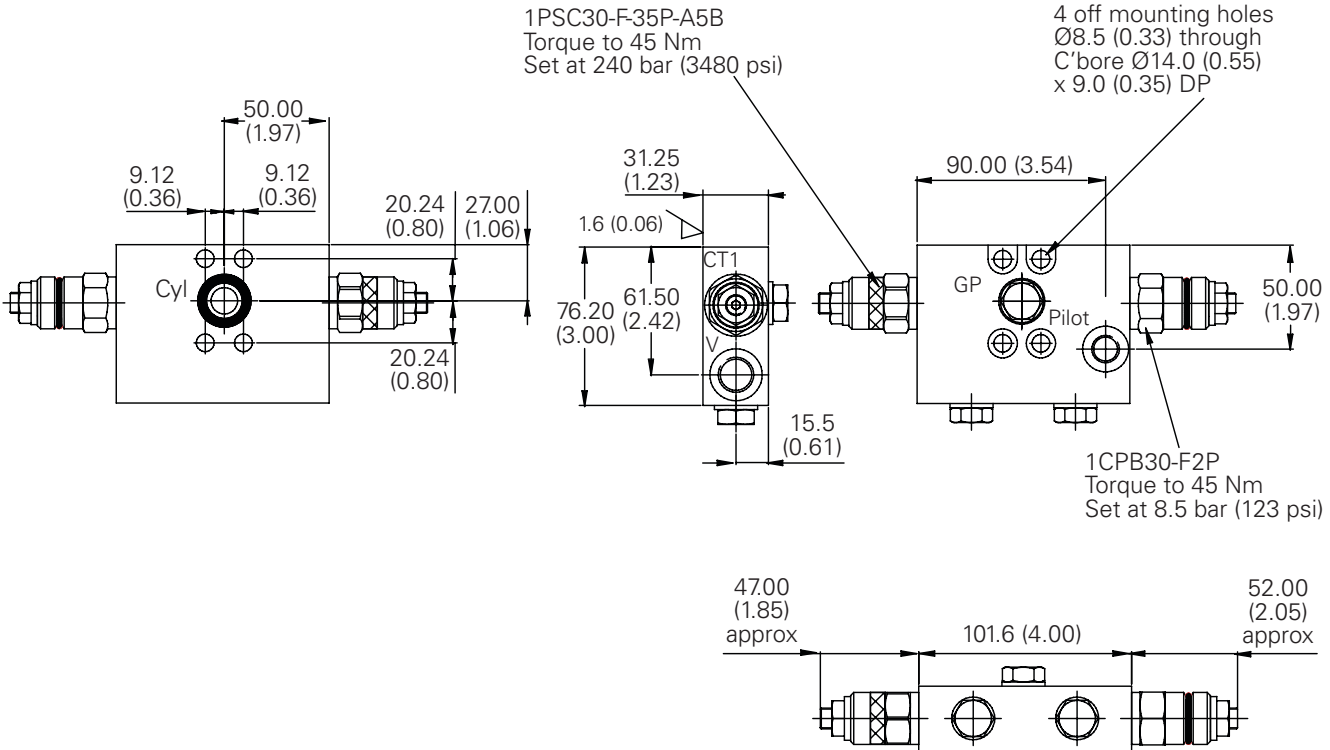 1PSC30-F-35P-A5B
Torque to 45 Nm
Set at 240 bar (3480 psi)
4 off mounting holes
Ø8.5 (0.33) through
C'bore Ø14.0 (0.55)
x 9.0 (0.35) DP
50.00
(1.97)
9.12
(0.36)
9.12
(0.36)
20.24
(0.80)
27.00
(1.06)
Cyl
20.24
(0.80)
31.25
(1.23)
1.6 (0.06)
CT1
76.20
(3.00)
61.50
(2.42)
V
15.5
(0.61)
90.00 (3.54)
GP
Pilot
50.00
(1.97)
1CPB30-F2P
Torque to 45 Nm
Set at 8.5 bar (123 psi)
47.00
(1.85)
approx
101.6 (4.00)
52.00
(2.05)
approx